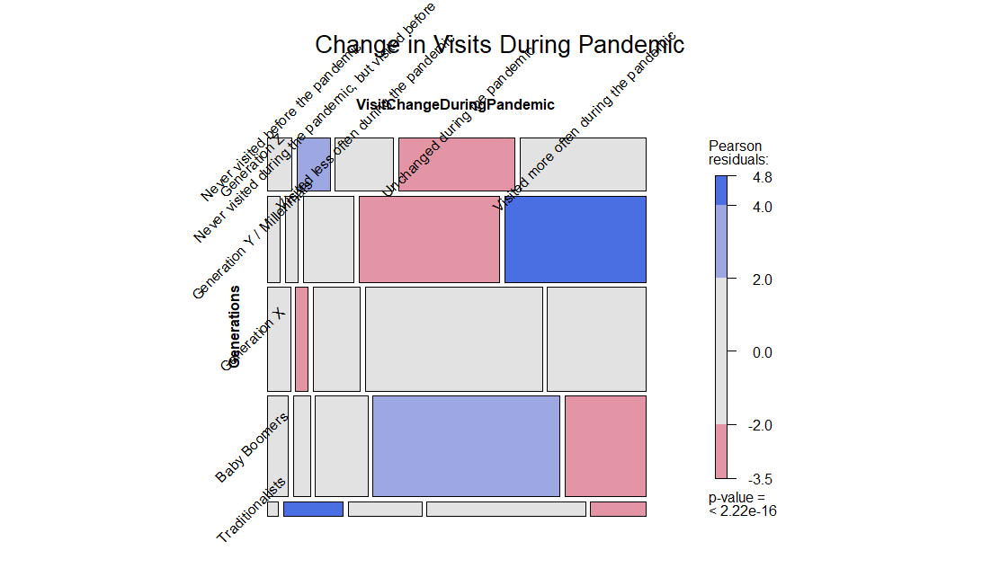 Change in Visits During Pandemic
VisitChangeDuringPandemic
Never visited before the pandemic
Never visited during the pandemic, but visited before
Visited less often during the pandemic
Unchanged during the pandemic
Visited more often during the pandemic
Generations
Generation Z
Generation Y / Millennials
Generation X
Baby Boomers
Traditionalists
Pearson
residuals:
4.8
4.0
2.0
0.0
-2.0
-3.5
p-value =
< 2.22e-16